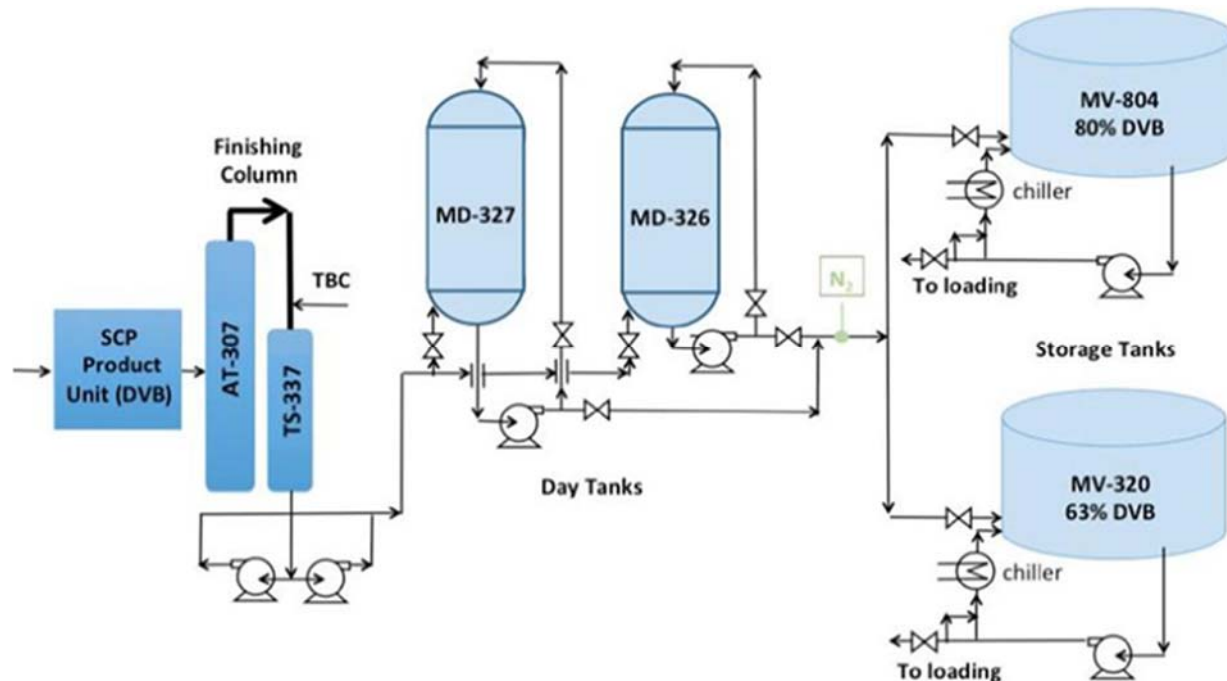 Finishing
Column
SCP
Product
Unit (DVB)
AT-307
TBC
TS-337
MD-327
MD-326
Day Tanks
N₂
MV-804
80% DVB
chiller
To loading
Storage Tanks
MV-320
63% DVB
chiller
To loading